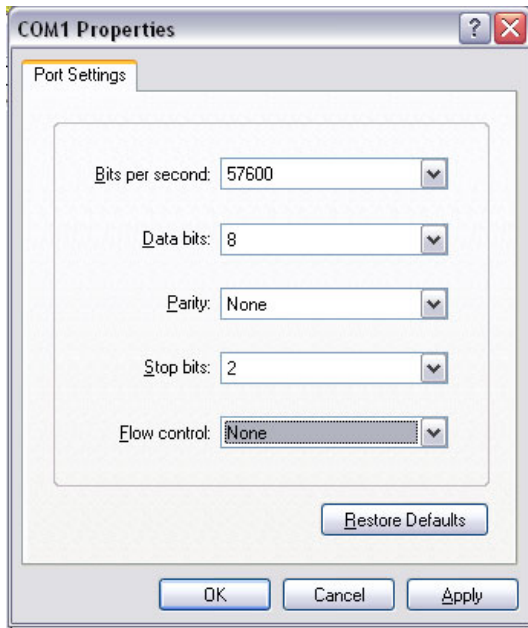 COM1 Properties
Port Settings
Bits per second: 57600
Data bits: 8
Parity: None
Stop bits: 2
Flow control: None
Restore Defaults
OK Cancel Apply